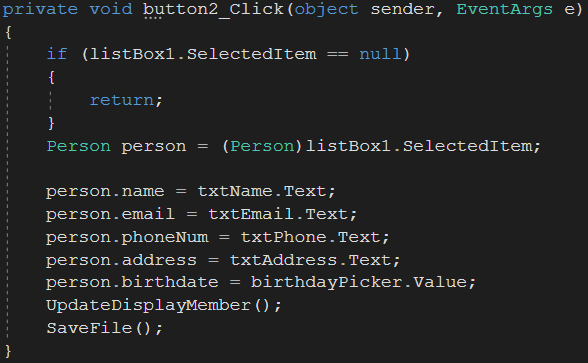 private void button2_Click(object sender, EventArgs e)
{
if (listBox1.SelectedItem == null)
{
return;
}
Person person = (Person)listBox1.SelectedItem;
person.name = txtName.Text;
person.email = txtEmail.Text;
person.phoneNum = txtPhone.Text;
person.address = txtAddress.Text;
person.birthdate = birthdayPicker.Value;
UpdateDisplayMember();
SaveFile();
}